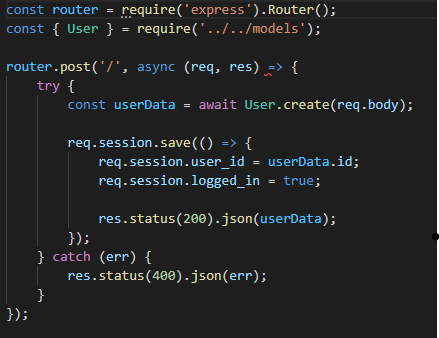 const router = require('express').Router();
const { User } = require('../../models');
router.post('/', async (req, res) => {
try {
const userData = await User.create(req.body);
req.session.save(() => {
req.session.user_id = userData.id;
req.session.logged_in = true;
res.status(200).json(userData);
});
} catch (err) {
res.status(400).json(err);
}
});